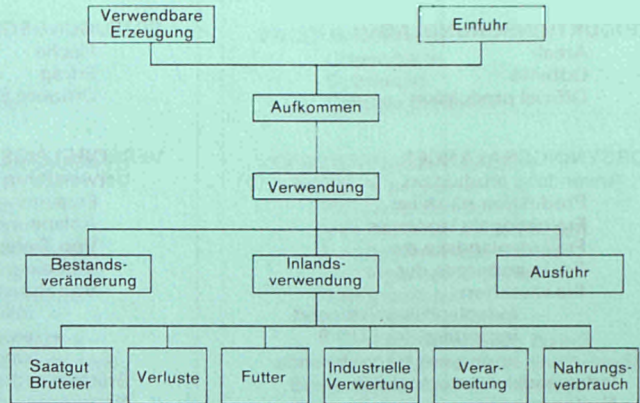 Verwendbare
Erzeugung
Einfuhr
Aufkommen
Verwendung
Bestands-
veränderung
Inlands-
verwendung
Ausfuhr
Saatgut
Bruteier
Verluste
Futter
Industrielle
Verwertung
Verar-
beitung
Nahrungs-
verbrauch